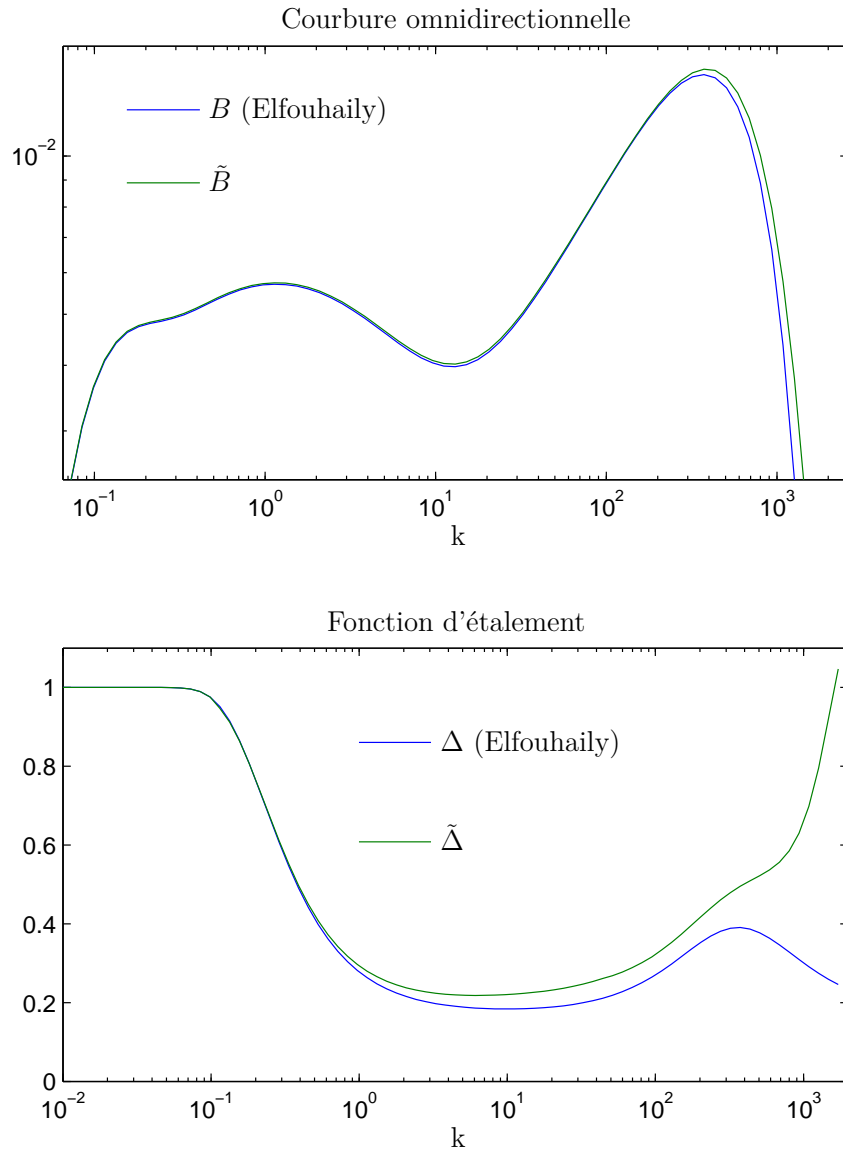 Courbure omnidirectionnelle
B (Elfouhaily)
B̃
10⁻²
10⁻¹ 10⁰ 10¹ 10² 10³
k
Fonction d'étalement
1
Δ (Elfouhaily)
0.8
Δ̃
0.6
0.4
0.2
0
10⁻² 10⁻¹ 10⁰ 10¹ 10² 10³
k